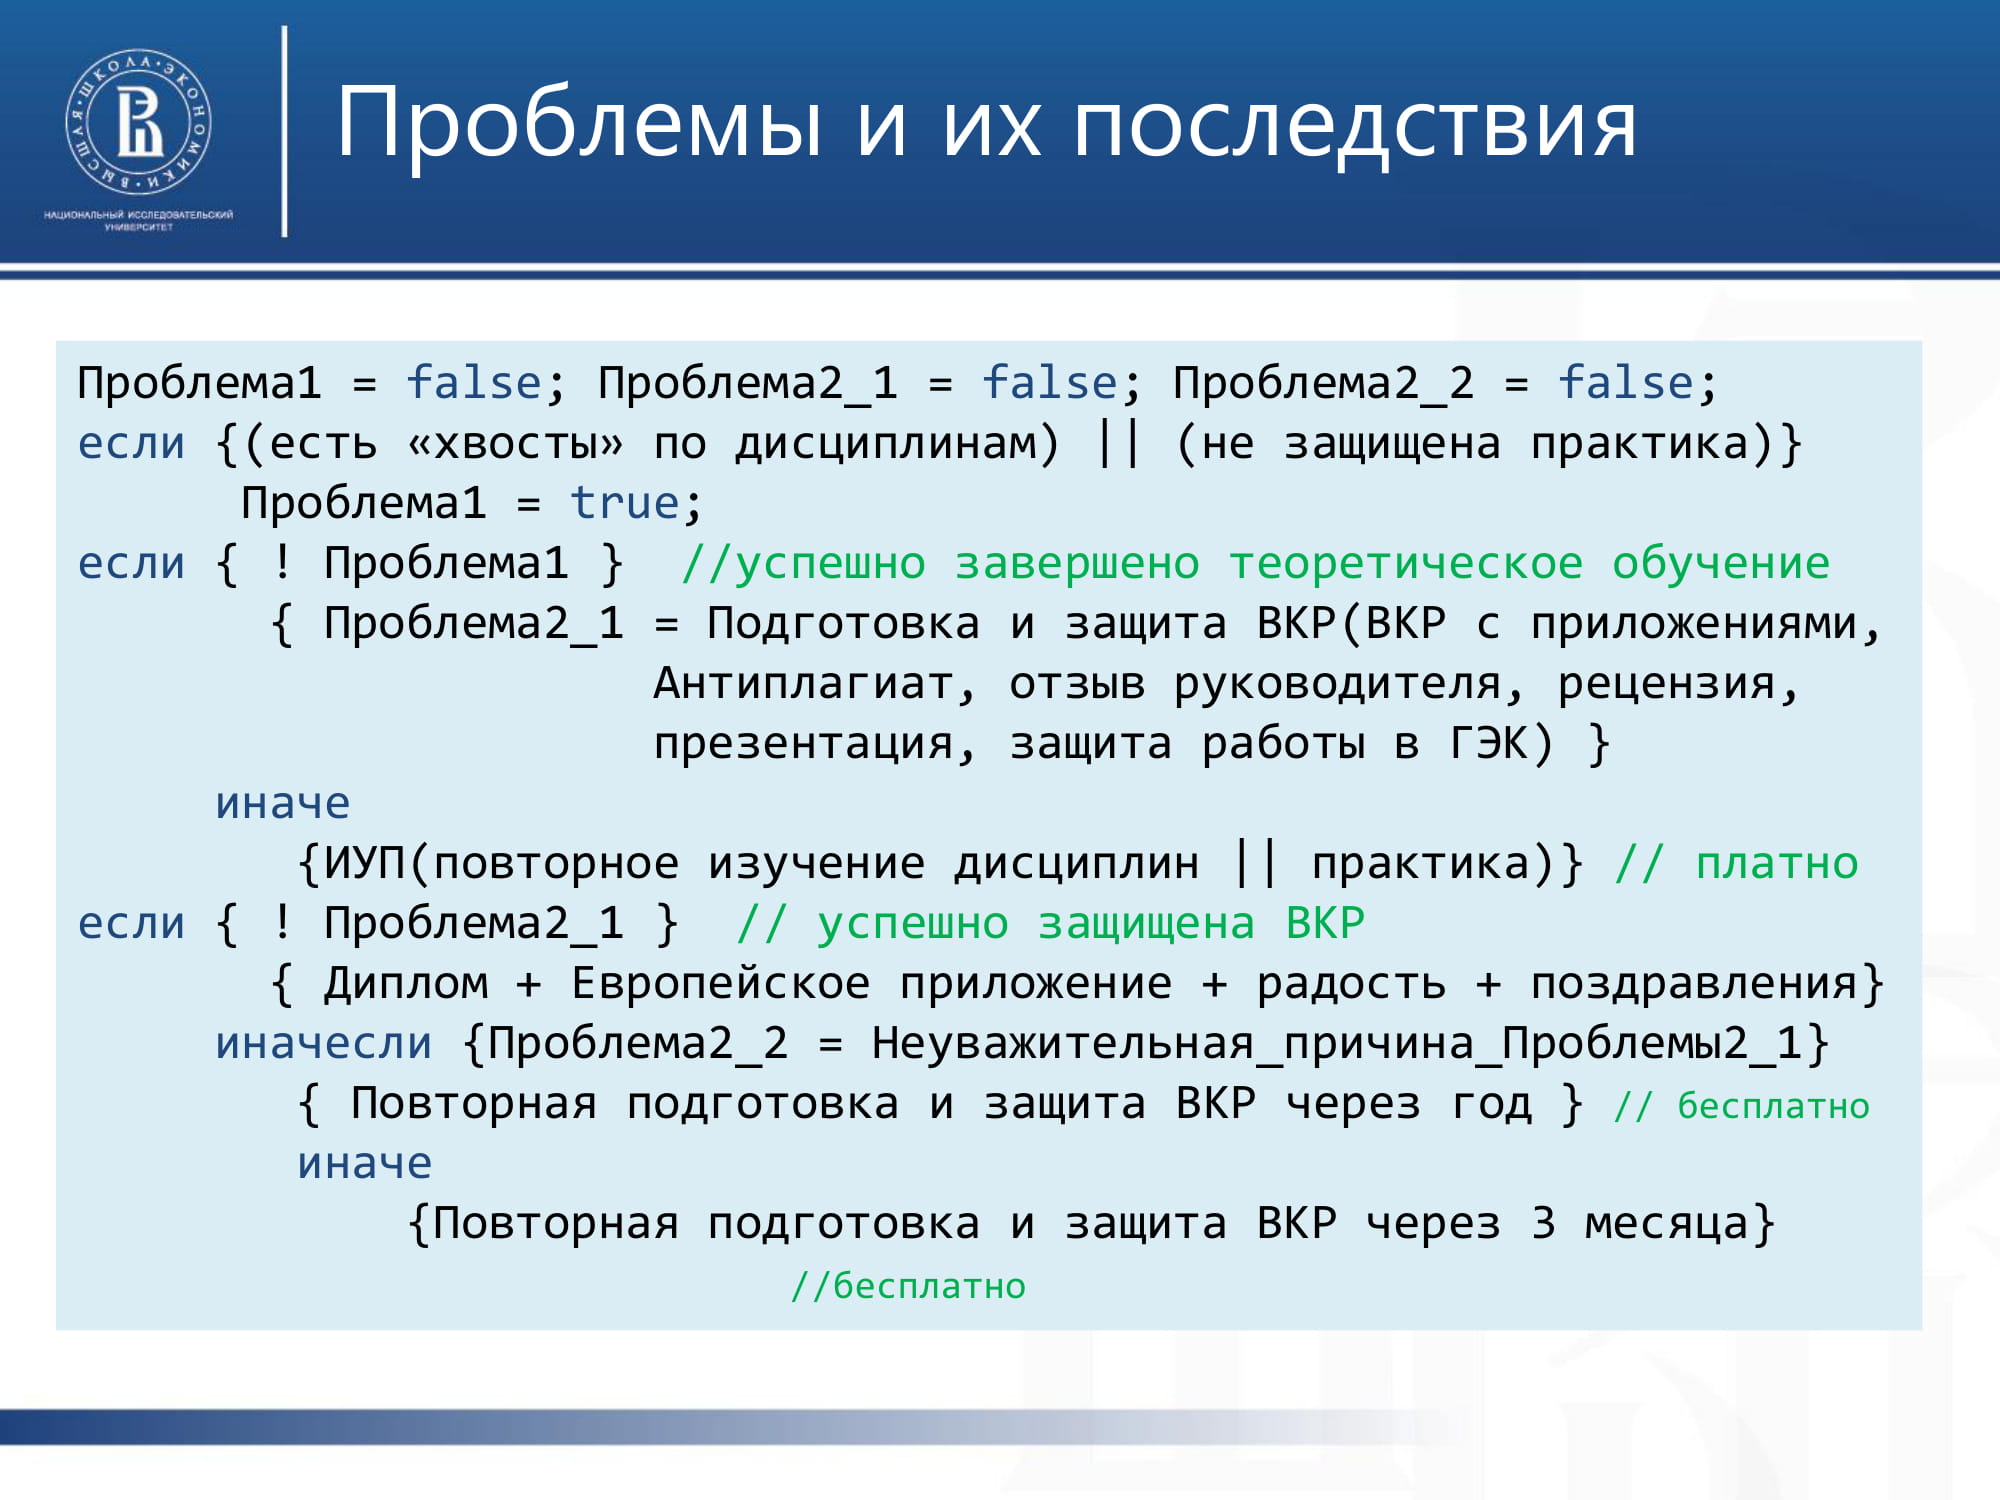 ВЫСШАЯ ШКОЛА ЭКОНОМИКИ
НАЦИОНАЛЬНЫЙ ИССЛЕДОВАТЕЛЬСКИЙ
УНИВЕРСИТЕТ
Проблемы и их последствия
Проблема1 = false; Проблема2_1 = false; Проблема2_2 = false;
если {(есть «хвосты» по дисциплинам) || (не защищена практика)}
Проблема1 = true;
если { ! Проблема1 } //успешно завершено теоретическое обучение
{ Проблема2_1 = Подготовка и защита ВКР(ВКР с приложениями,
Антиплагиат, отзыв руководителя, рецензия,
презентация, защита работы в ГЭК) }
иначе
{ИУП(повторное изучение дисциплин || практика)} // платно
если { ! Проблема2_1 } // успешно защищена ВКР
{ Диплом + Европейское приложение + радость + поздравления}
иначесли {Проблема2_2 = Неуважительная_причина_Проблемы2_1}
{ Повторная подготовка и защита ВКР через год } // бесплатно
иначе
{Повторная подготовка и защита ВКР через 3 месяца}
//бесплатно